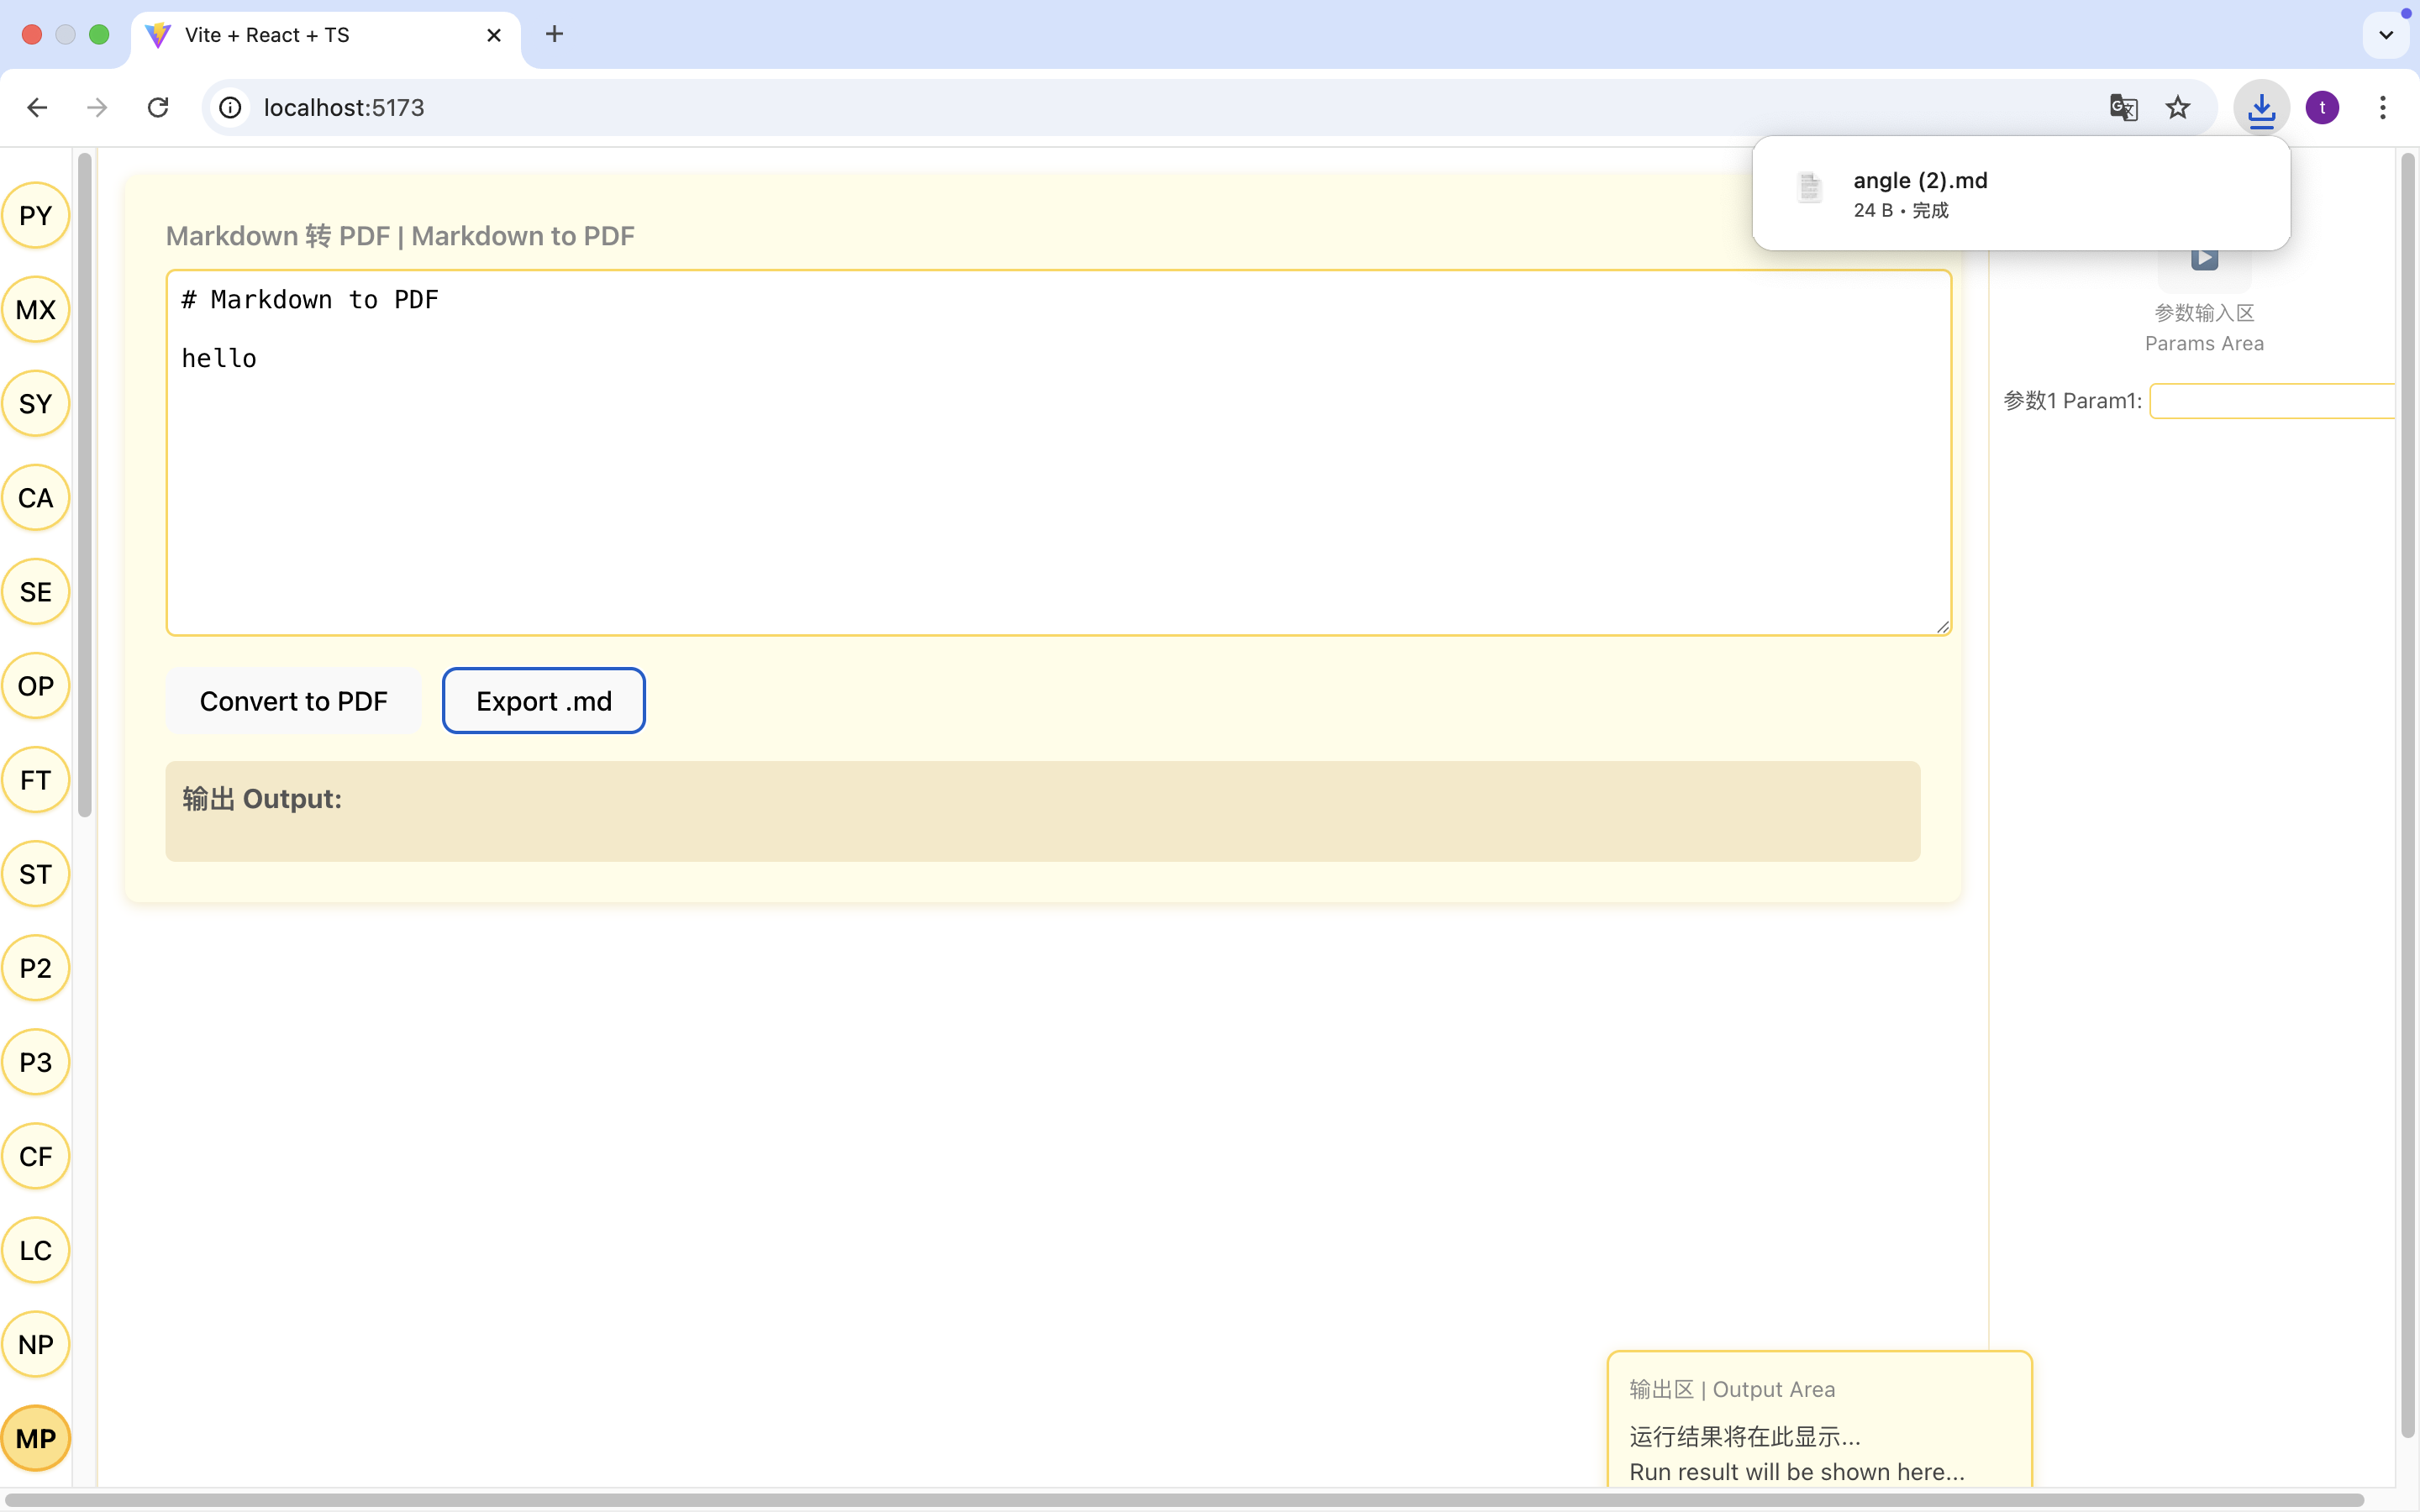 Vite + React + TS
localhost:5173
t
angle (2).md
24 B • 完成
PY
MX
SY
CA
SE
OP
FT
ST
P2
P3
CF
LC
NP
MP
Markdown 转 PDF | Markdown to PDF
# Markdown to PDF
hello
Convert to PDF
Export .md
输出 Output:
参数输入区
Params Area
参数1 Param1:
输出区 | Output Area
运行结果将在此显示...
Run result will be shown here...